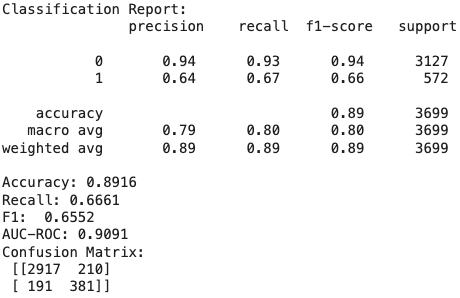 Classification Report:
precision recall f1-score support
0 0.94 0.93 0.94 3127
1 0.64 0.67 0.66 572
accuracy 0.89 3699
macro avg 0.79 0.80 0.80 3699
weighted avg 0.89 0.89 0.89 3699
Accuracy: 0.8916
Recall: 0.6661
F1: 0.6552
AUC-ROC: 0.9091
Confusion Matrix:
[[2917 210]
[ 191 381]]